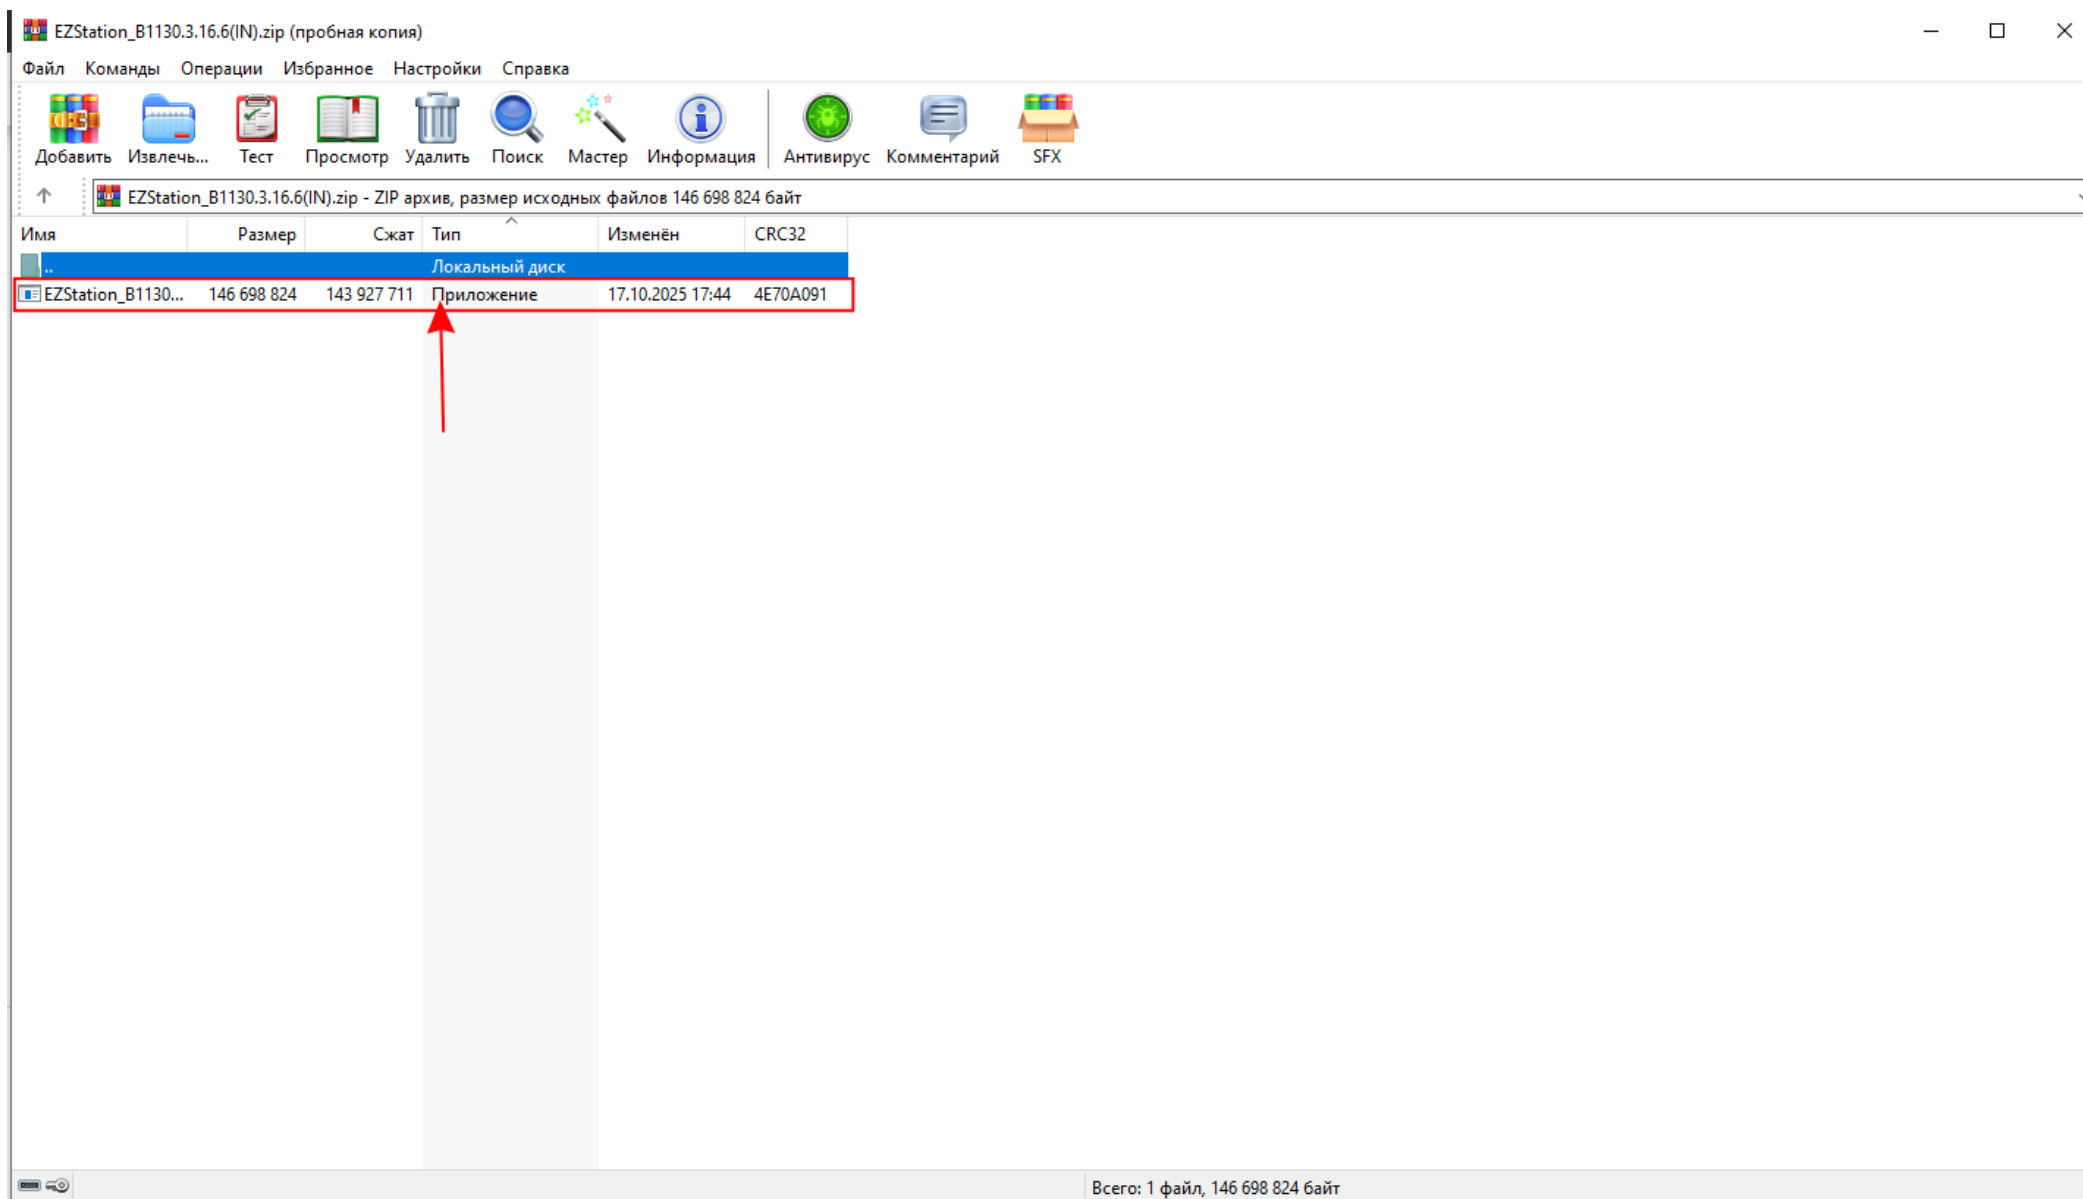 EZStation_B1130.3.16.6(IN).zip (пробная копия)
Файл Команды Операции Избранное Настройки Справка
Добавить Извлечь... Тест Просмотр Удалить Поиск Мастер Информация Антивирус Комментарий SFX
EZStation_B1130.3.16.6(IN).zip - ZIP архив, размер исходных файлов 146 698 824 байт
Имя Размер Сжат Тип Изменён CRC32
.. Локальный диск
EZStation_B1130... 146 698 824 143 927 711 Приложение 17.10.2025 17:44 4E70A091
Всего: 1 файл, 146 698 824 байт